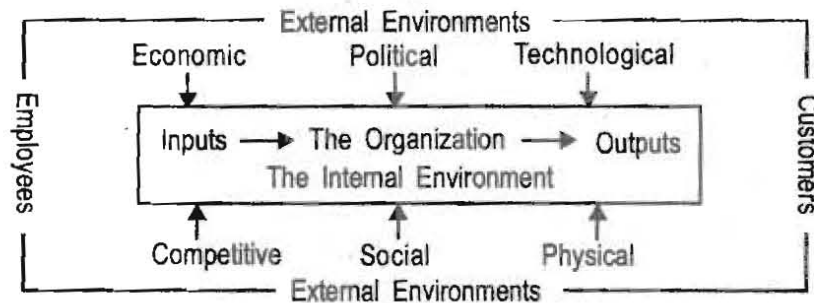 External Environments
Economic Political Technological
Employees
Inputs The Organization Outputs
The Internal Environment
Customers
Competitive Social Physical
External Environments